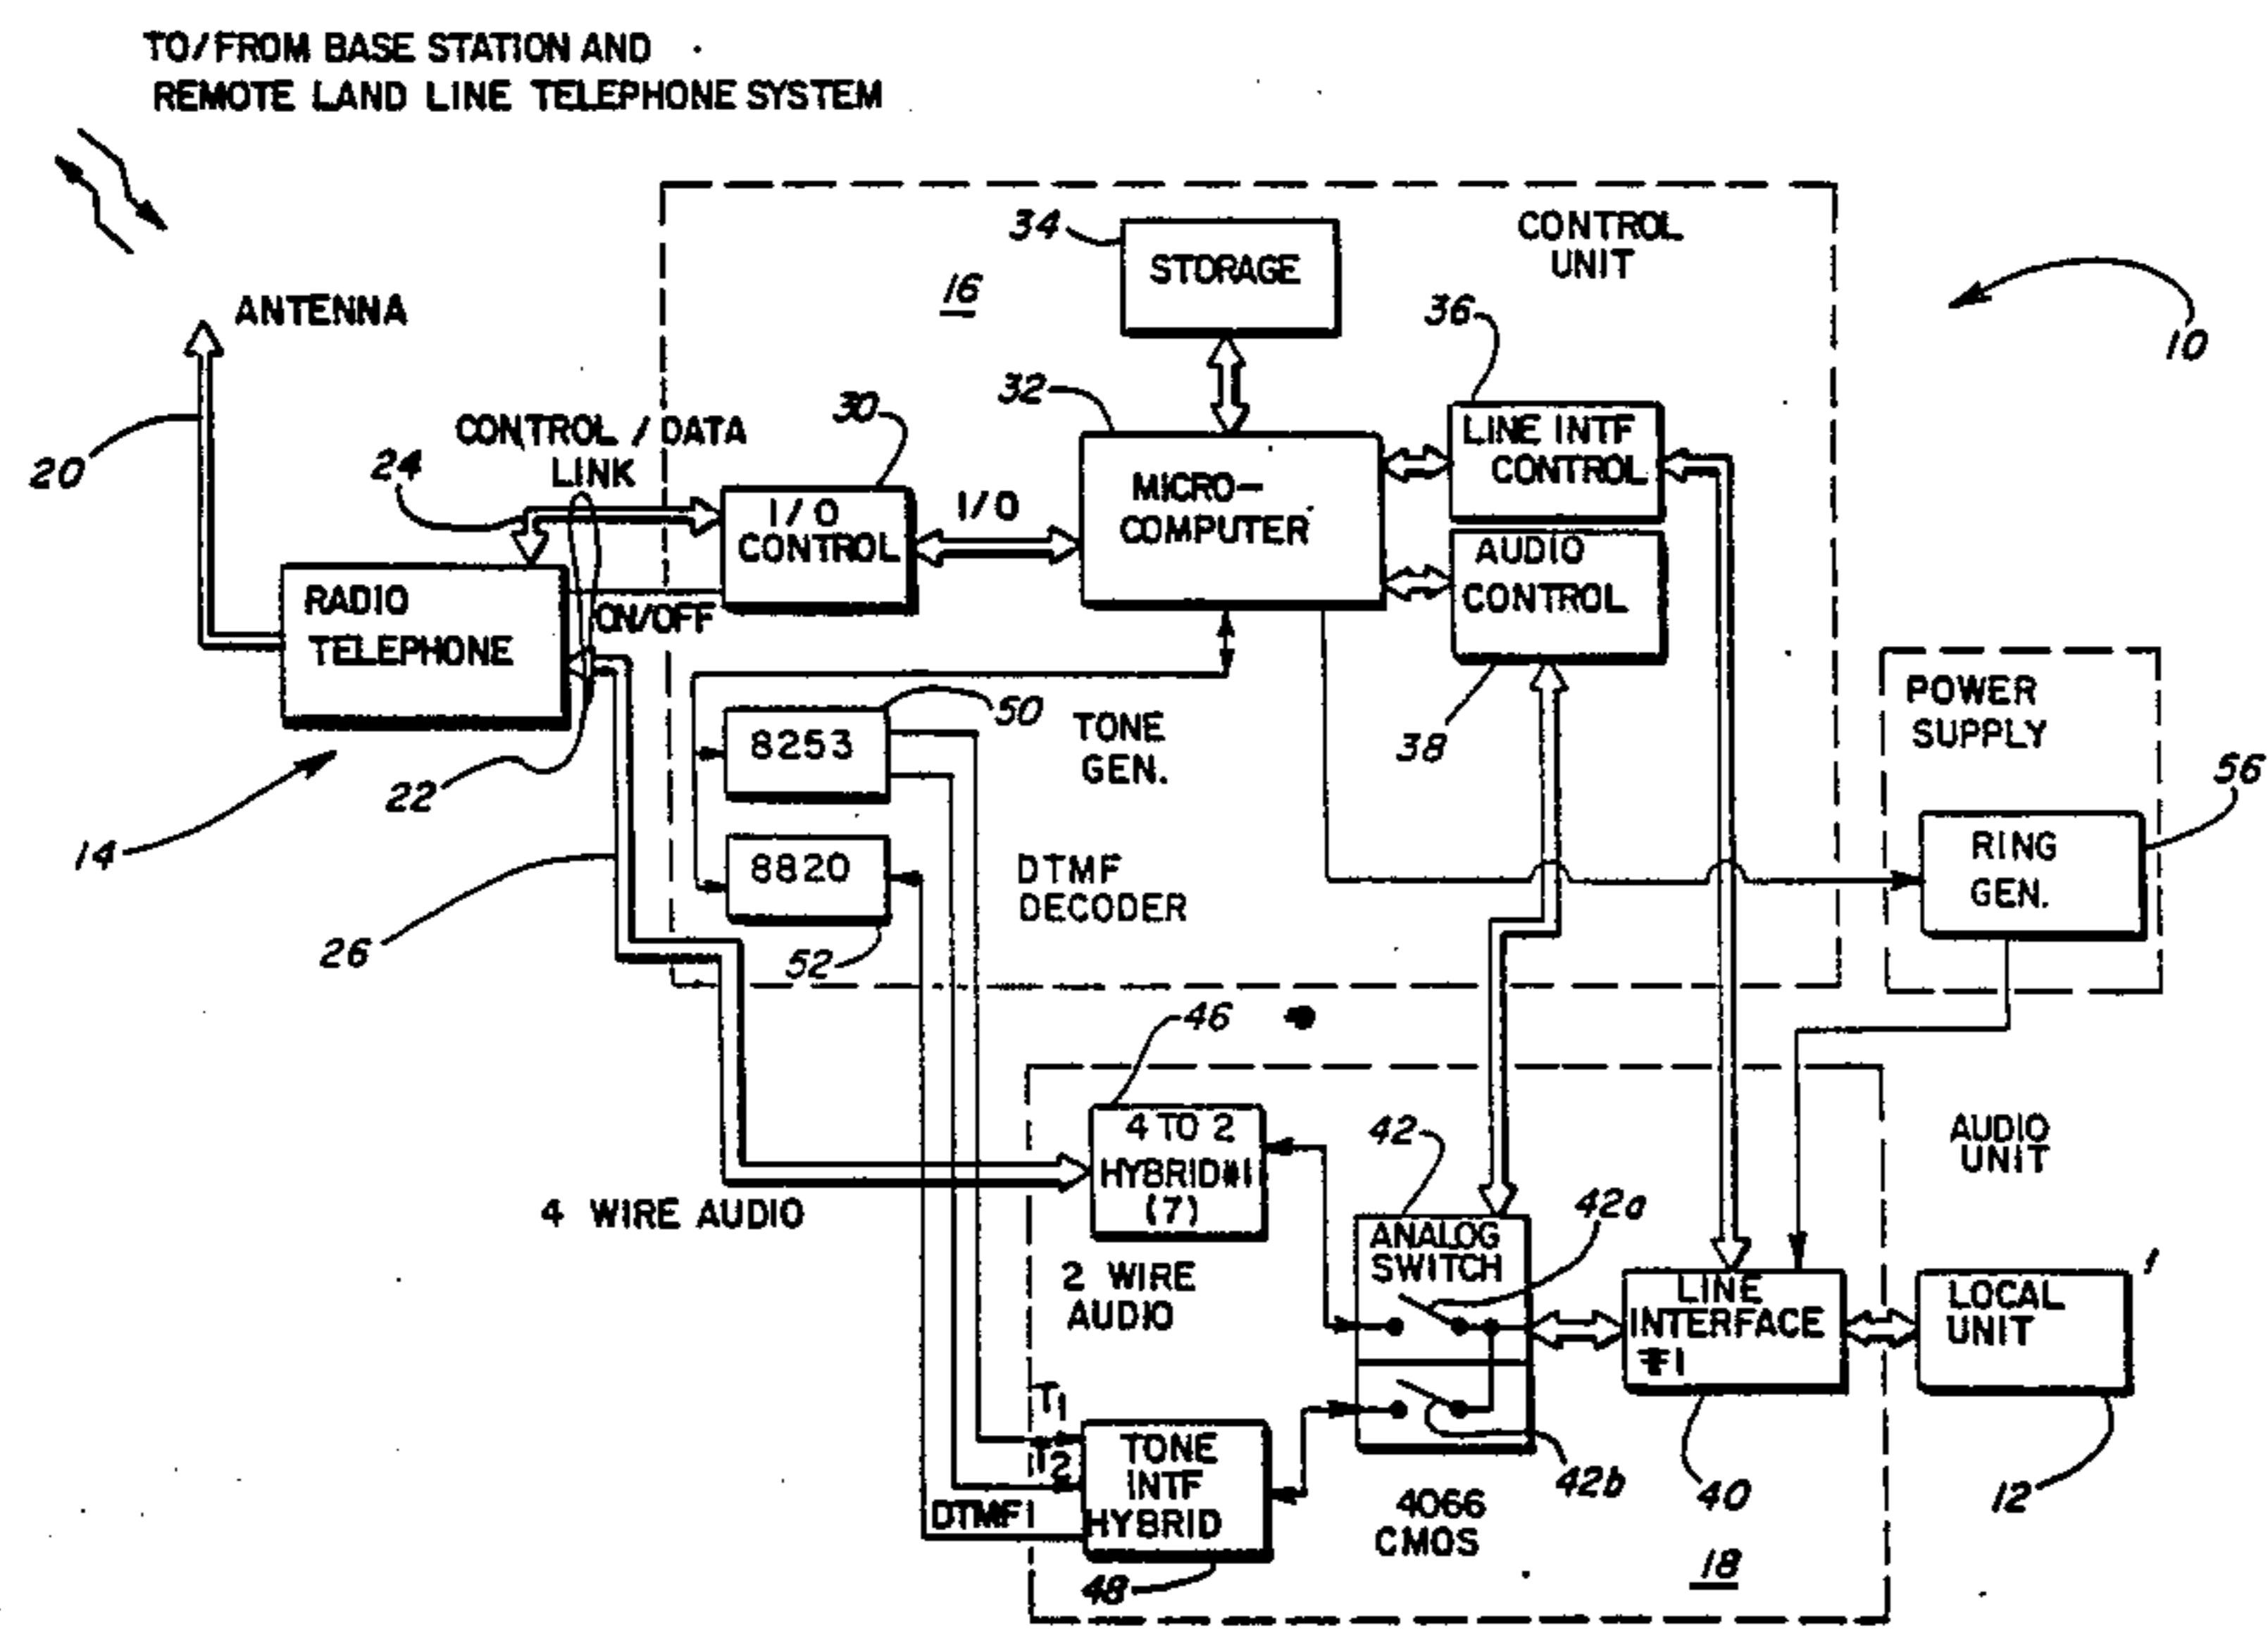 TO/FROM BASE STATION AND
REMOTE LAND LINE TELEPHONE SYSTEM
ANTENNA
20
CONTROL / DATA
LINK
24
RADIO
TELEPHONE
ON/OFF
14
22
26
16
CONTROL
UNIT
10
34
STORAGE
30
I/O
CONTROL
I/O
32
MICRO-
COMPUTER
36
LINE INTF
CONTROL
AUDIO
CONTROL
38
50
8253
TONE
GEN.
8820
DTMF
DECODER
52
POWER
SUPPLY
56
RING
GEN.
46
4 TO 2
HYBRID#1
(7)
4 WIRE AUDIO
2 WIRE
AUDIO
42
ANALOG
SWITCH
42a
42b
4066
CMOS
AUDIO
UNIT
LINE
INTERFACE
#1
40
LOCAL
UNIT
1
12
T1
T2
DTMF
TONE
INTF
HYBRID
48
18